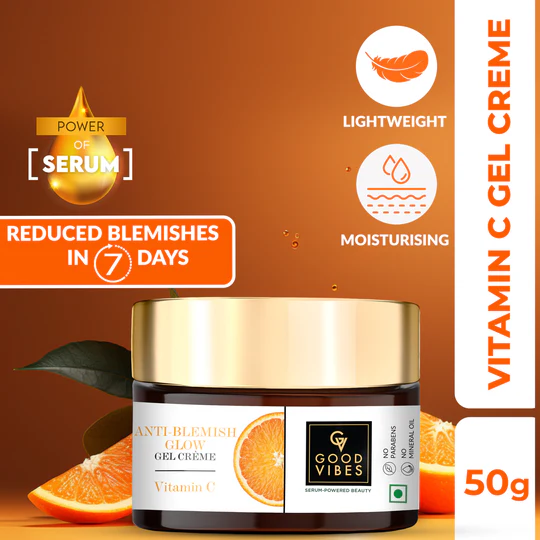 POWER
OF
[SERUM]
REDUCED BLEMISHES
IN 7 DAYS
LIGHTWEIGHT
MOISTURISING
VITAMIN C GEL CREME
50g
ANTI-BLEMISH
GLOW
GEL CRÈME
Vitamin C
GV
GOOD
VIBES
SERUM-POWERED BEAUTY
NO
PARABENS
NO
MINERAL OIL